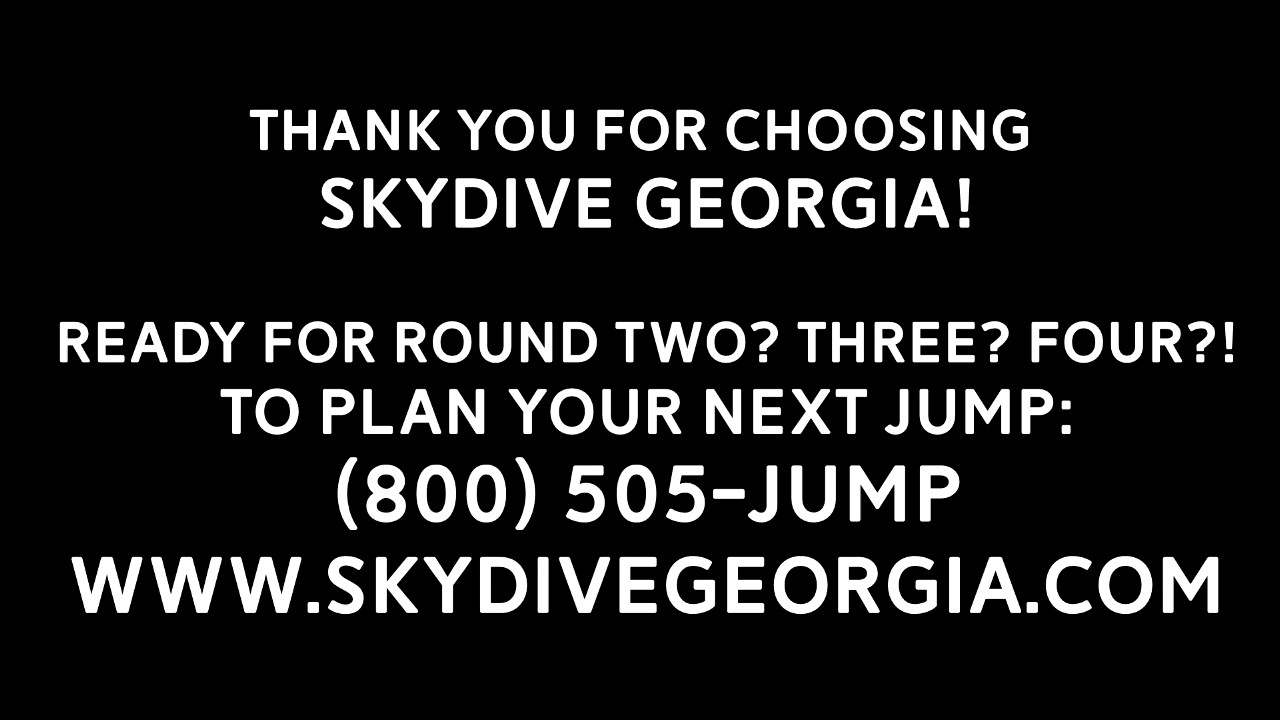 THANK YOU FOR CHOOSING
SKYDIVE GEORGIA!
READY FOR ROUND TWO? THREE? FOUR?!
TO PLAN YOUR NEXT JUMP:
(800) 505-JUMP
WWW.SKYDIVEGEORGIA.COM